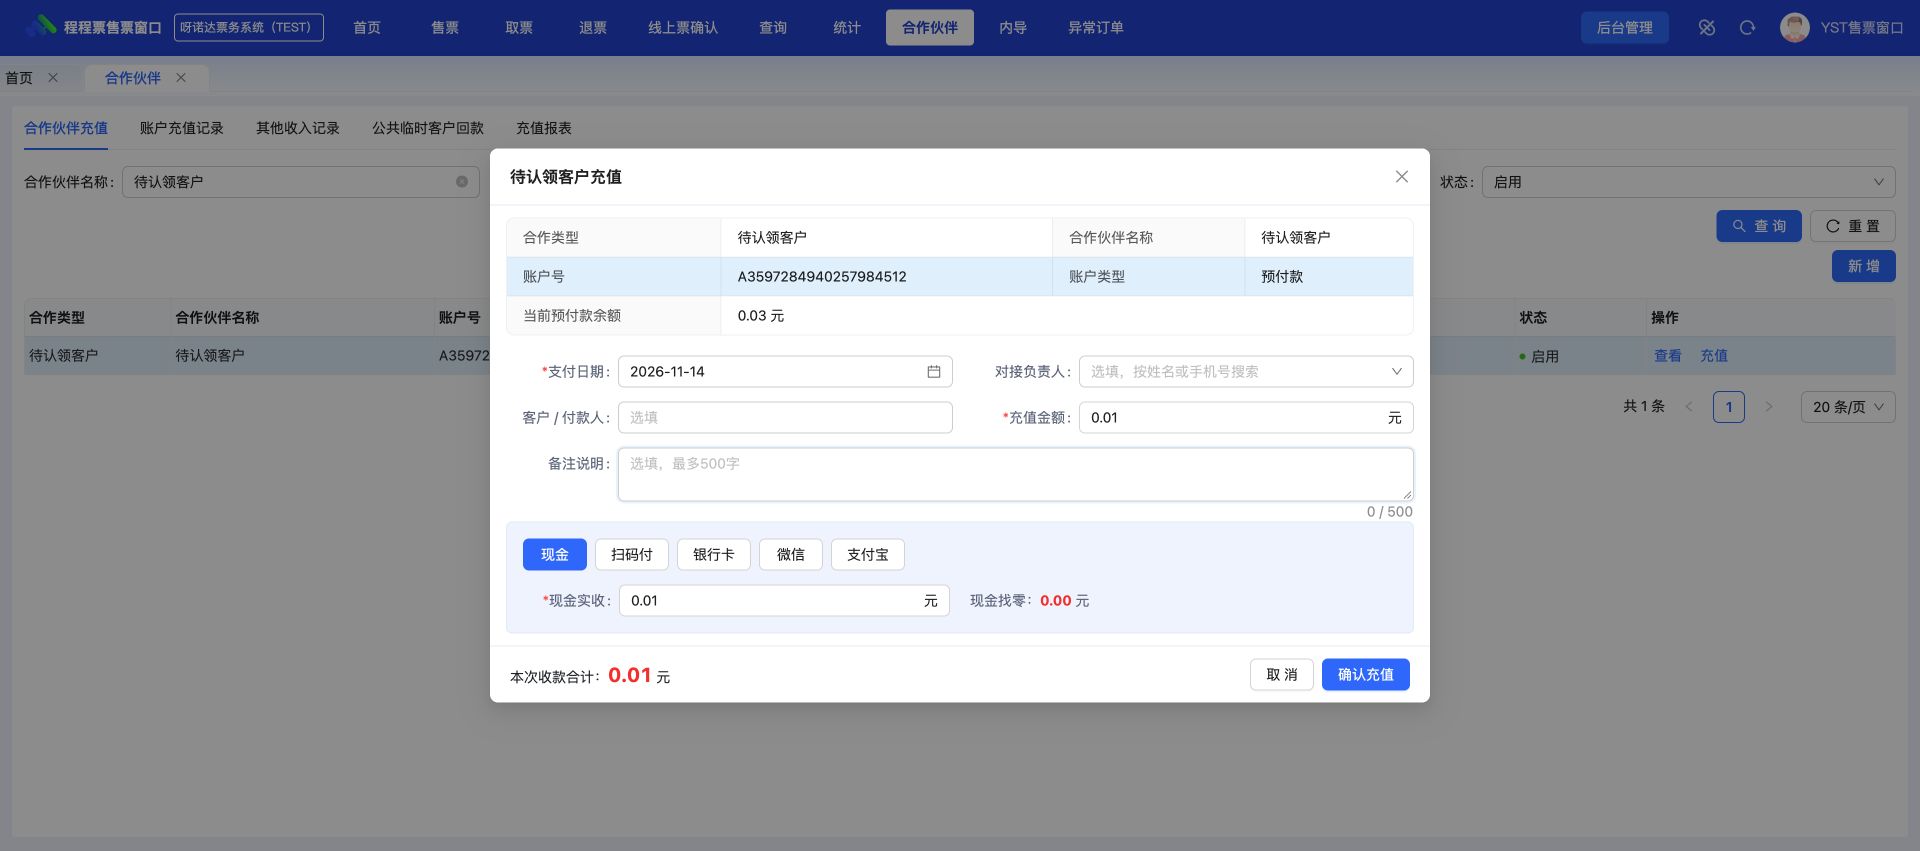 程程票售票窗口 呀诺达票务系统（TEST） 首页 售票 取票 退票 线上票确认 查询 统计 合作伙伴 内导 异常订单 后台管理 YST售票窗口
首页 合作伙伴
合作伙伴充值 账户充值记录 其他收入记录 公共临时客户回款 充值报表
合作伙伴名称: 待认领客户 状态: 启用
查询 重置
新增
合作类型 合作伙伴名称 账户号 状态 操作
待认领客户 待认领客户 A35972 启用 查看 充值
共 1 条 1 20 条/页
待认领客户充值
合作类型 待认领客户 合作伙伴名称 待认领客户
账户号 A3597284940257984512 账户类型 预付款
当前预付款余额 0.03 元
*支付日期: 2026-11-14 对接负责人: 选填，按姓名或手机号搜索
客户 / 付款人: 选填 *充值金额: 0.01 元
备注说明: 选填，最多500字
0 / 500
现金 扫码付 银行卡 微信 支付宝
*现金实收: 0.01 元 现金找零: 0.00 元
本次收款合计: 0.01 元 取消 确认充值